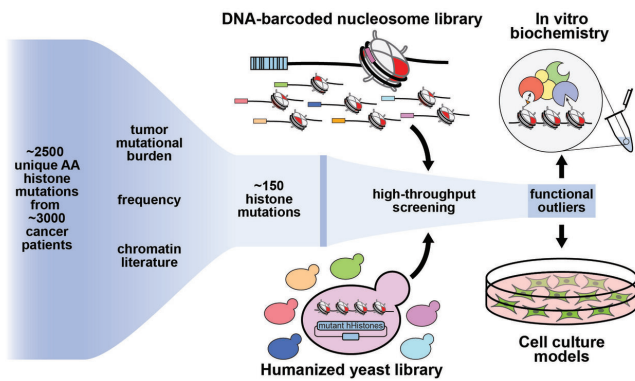 DNA-barcoded nucleosome library
In vitro
biochemistry
~2500
unique AA
histone
mutations
from
~3000
cancer
patients
tumor
mutational
burden
frequency
chromatin
literature
~150
histone
mutations
high-throughput
screening
functional
outliers
mutant hHistones
Humanized yeast library
Cell culture
models